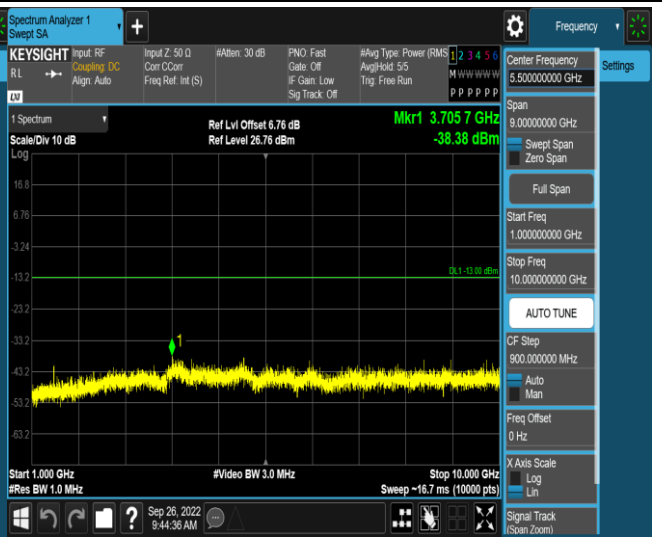 Spectrum Analyzer 1
Swept SA
+
Frequency
KEYSIGHT
RL
LXI
Input: RF
Coupling: DC
Align: Auto
Input Z: 50 Ω
Corr CCorr
Freq Ref: Int (S)
#Atten: 30 dB
PNO: Fast
Gate: Off
IF Gain: Low
Sig Track: Off
#Avg Type: Power (RMS
Avg|Hold: 5/5
Trig: Free Run
1 2 3 4 5 6
M W W W W W
P P P P P P
Settings
1 Spectrum
Scale/Div 10 dB
Log
Ref Lvl Offset 6.76 dB
Ref Level 26.76 dBm
Mkr1 3.705 7 GHz
-38.38 dBm
16.8
6.76
-3.24
-13.2
-23.2
-33.2
-43.2
-53.2
-63.2
DL1 -13.00 dBm
1
Start 1.000 GHz
#Res BW 1.0 MHz
#Video BW 3.0 MHz
Stop 10.000 GHz
Sweep ~16.7 ms (10000 pts)
Center Frequency
5.500000000 GHz
Span
9.00000000 GHz
Swept Span
Zero Span
Full Span
Start Freq
1.000000000 GHz
Stop Freq
10.000000000 GHz
AUTO TUNE
CF Step
900.000000 MHz
Auto
Man
Freq Offset
0 Hz
X Axis Scale
Log
Lin
Signal Track
(Span Zoom)
?
Sep 26, 2022
9:44:36 AM